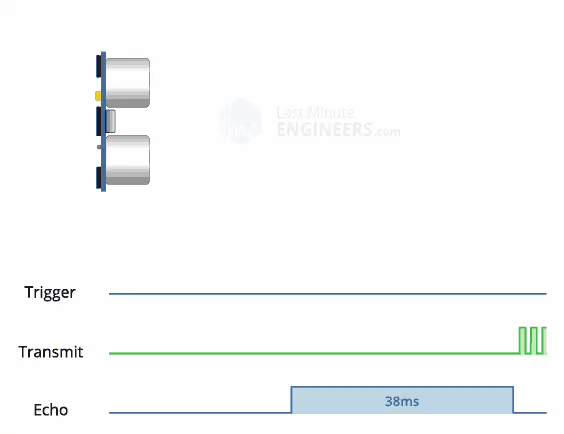 Last Minute
ENGINEERS.com
Trigger
Transmit
Echo
38ms